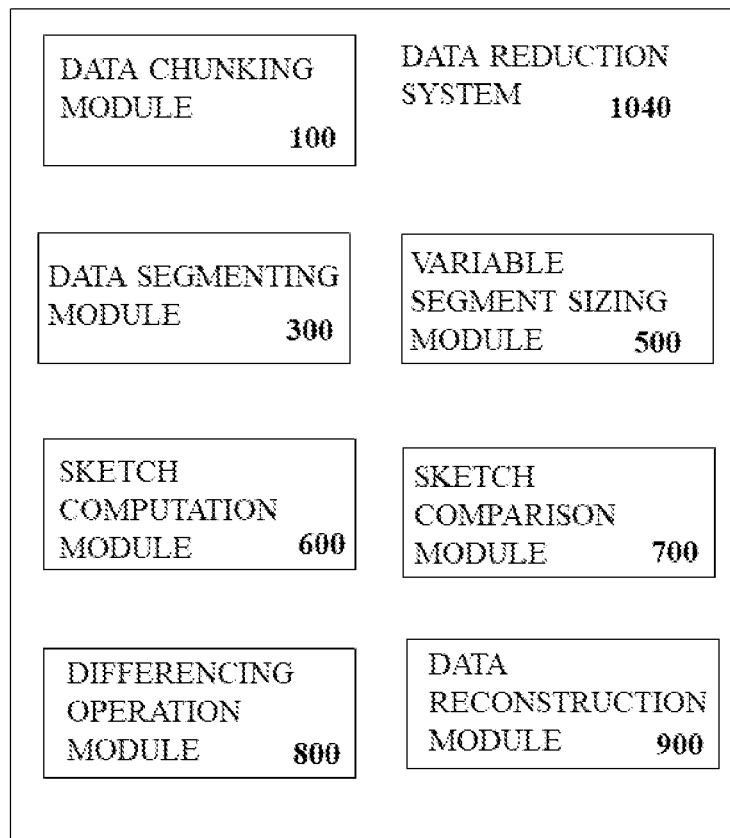 DATA CHUNKING
MODULE
100
DATA REDUCTION
SYSTEM
1040
DATA SEGMENTING
MODULE
300
VARIABLE
SEGMENT SIZING
MODULE
500
SKETCH
COMPUTATION
MODULE
600
SKETCH
COMPARISON
MODULE
700
DIFFERENCING
OPERATION
MODULE
800
DATA
RECONSTRUCTION
MODULE
900